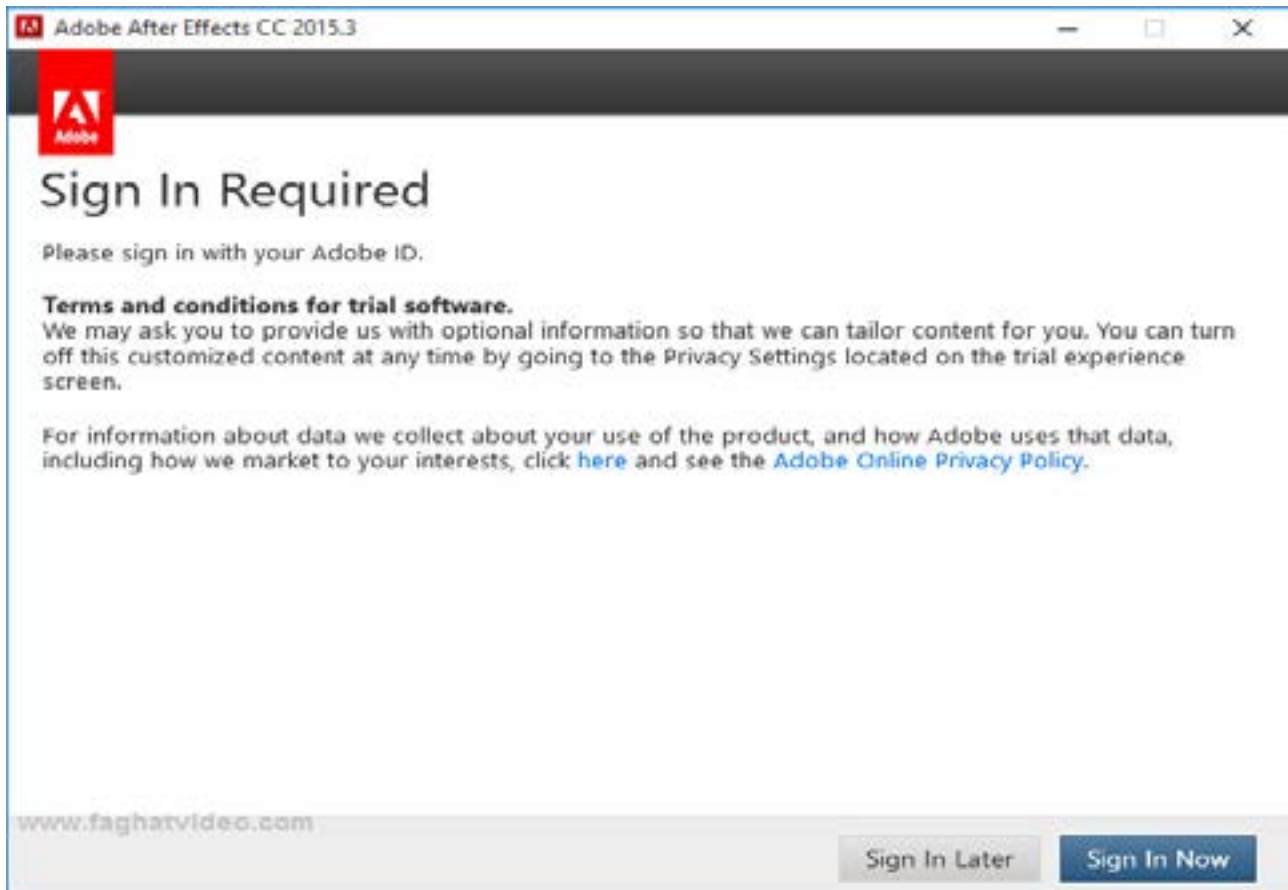 Adobe After Effects CC 2015.3
Adobe
Sign In Required
Please sign in with your Adobe ID.
Terms and conditions for trial software.
We may ask you to provide us with optional information so that we can tailor content for you. You can turn
off this customized content at any time by going to the Privacy Settings located on the trial experience
screen.
For information about data we collect about your use of the product, and how Adobe uses that data,
including how we market to your interests, click here and see the Adobe Online Privacy Policy.
www.faghatvideo.com
Sign In Later
Sign In Now